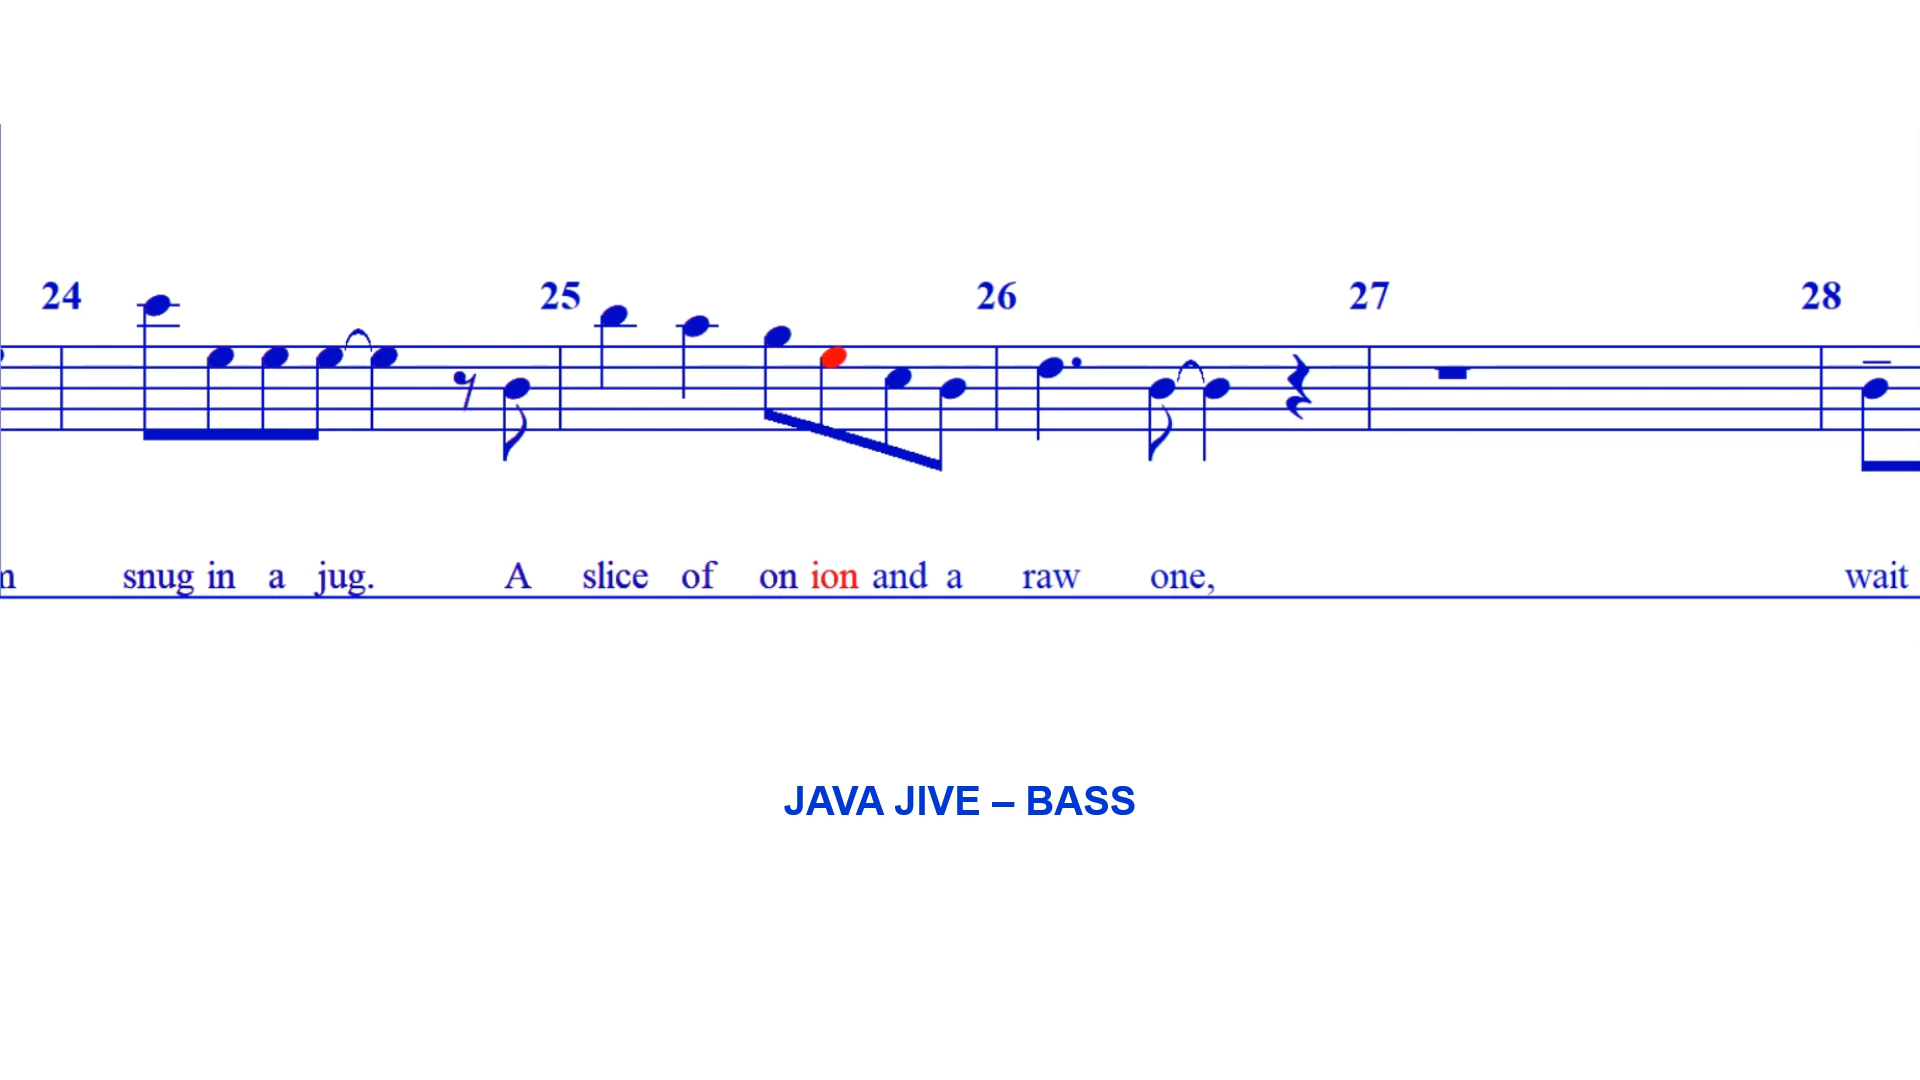 24 25 26 27 28
snug in a jug. A slice of on ion and a raw one, wait
JAVA JIVE – BASS